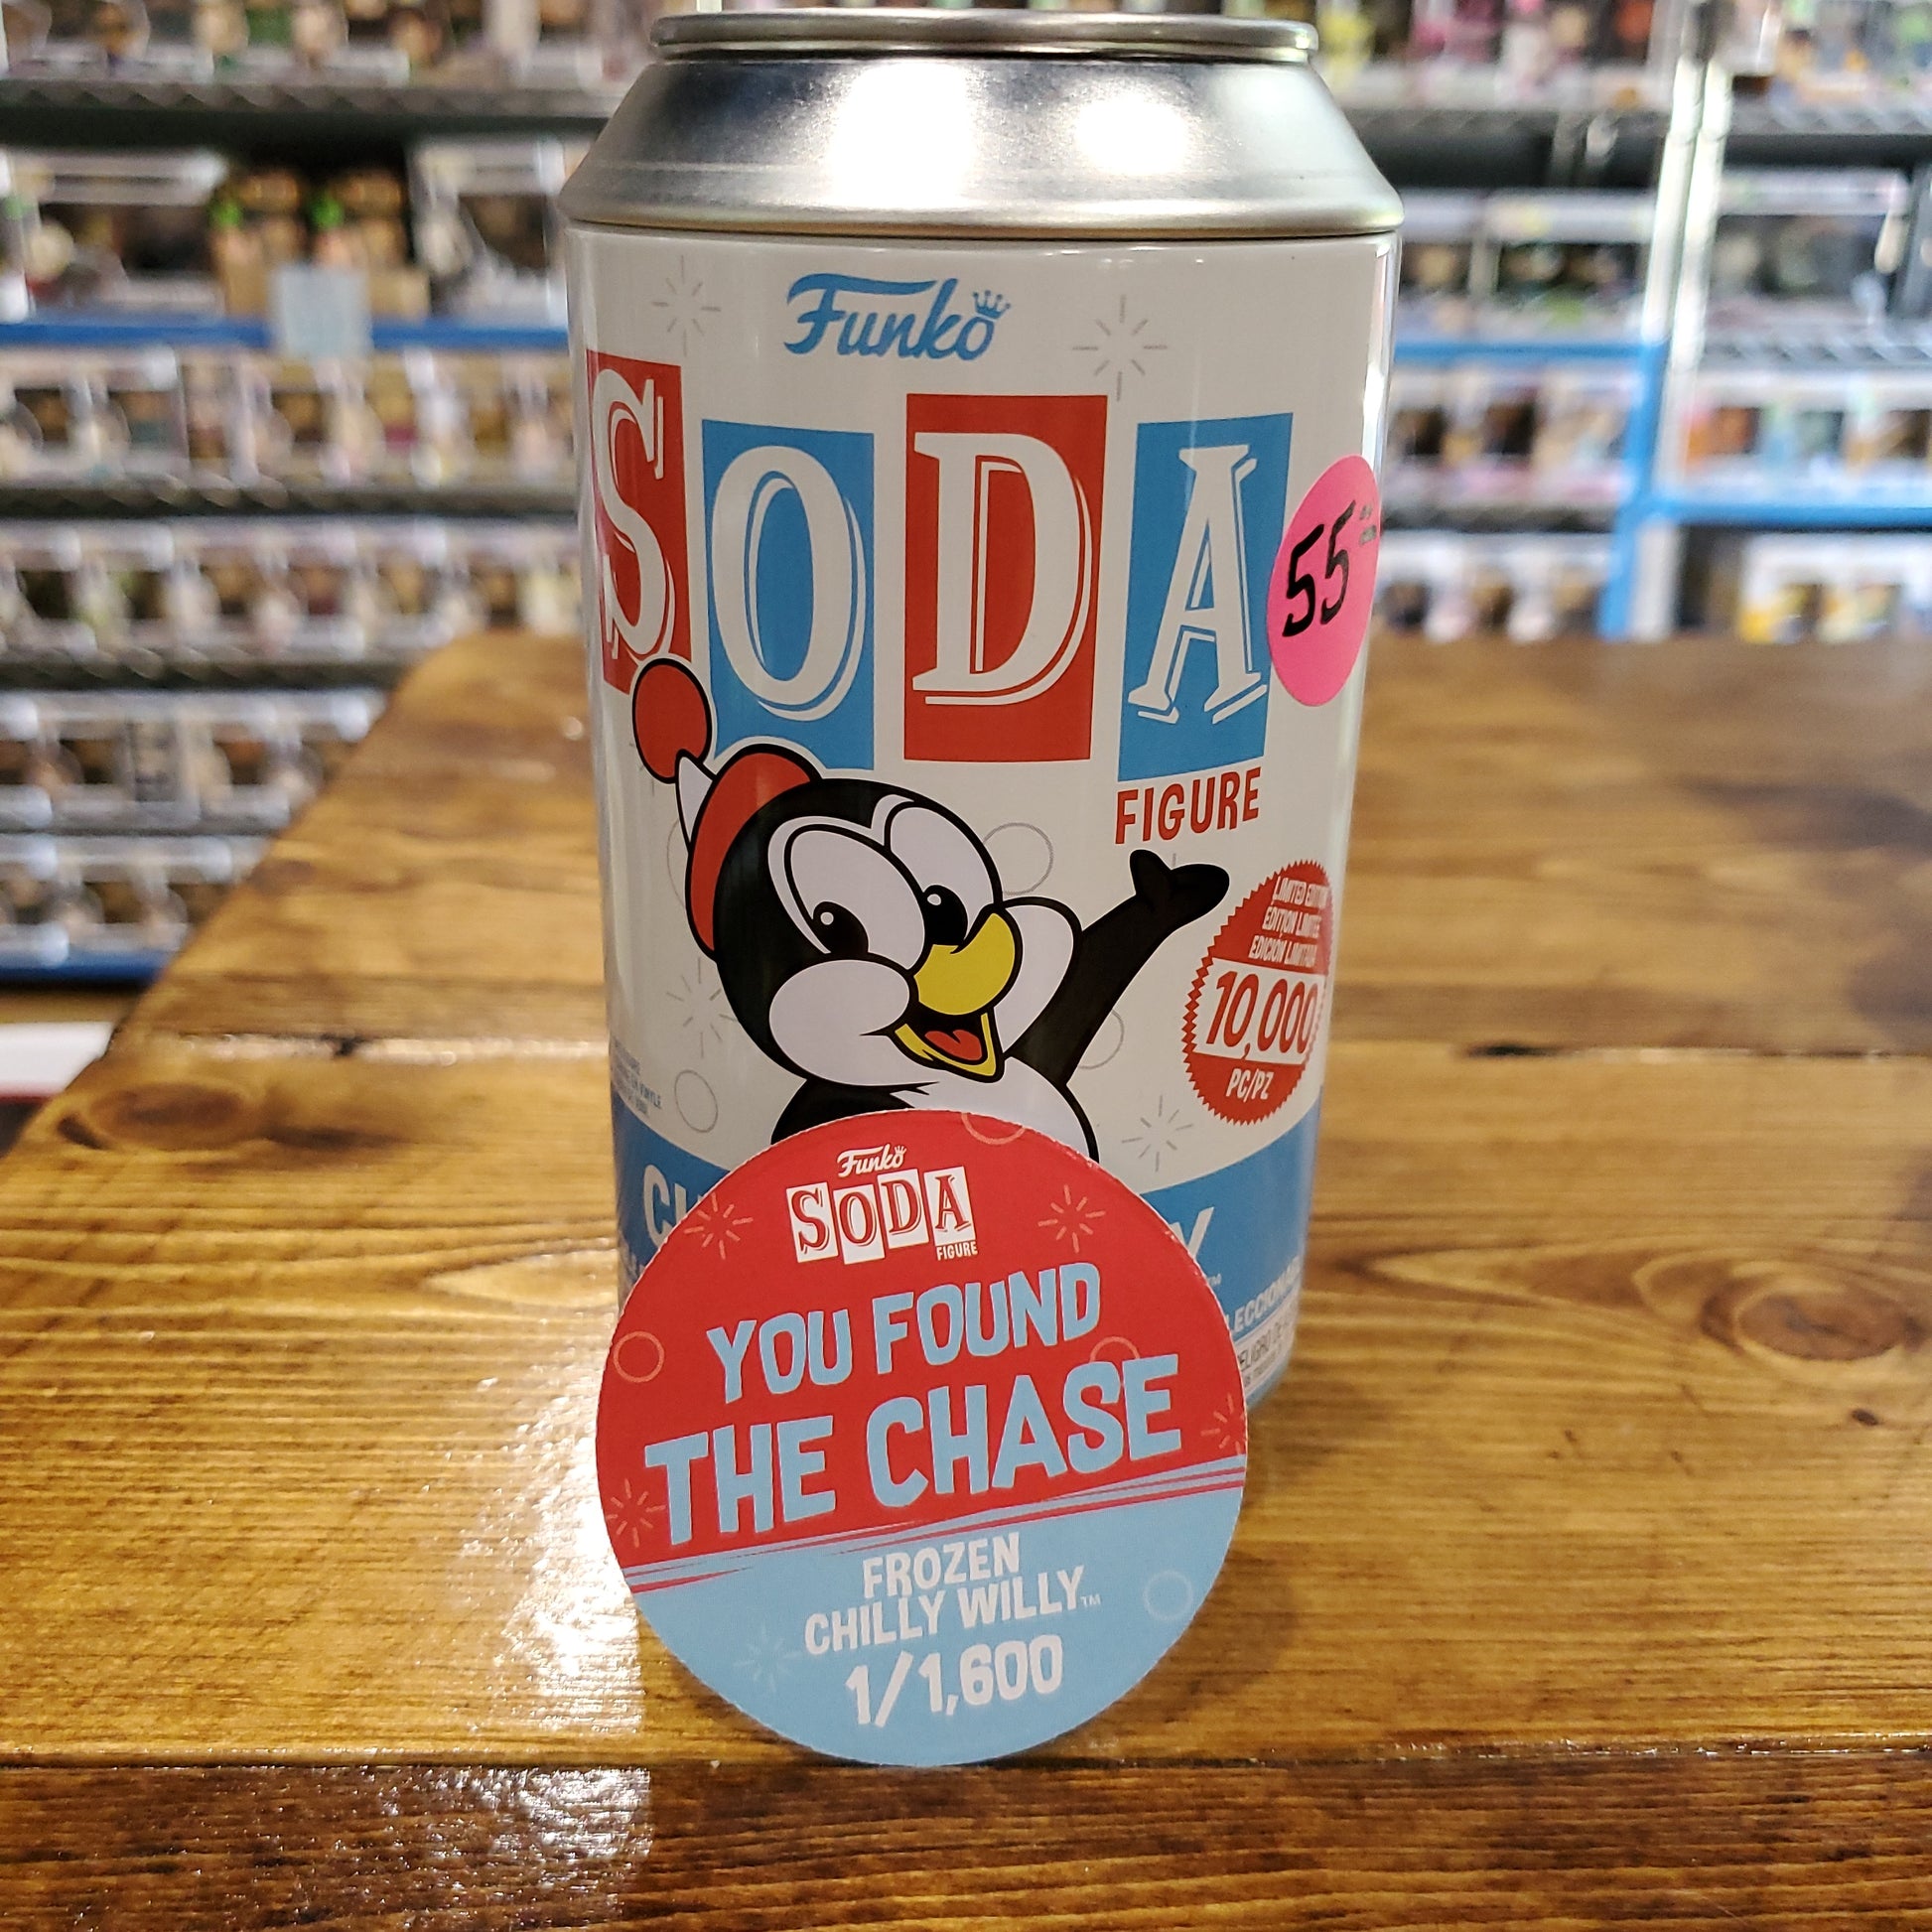 Funko
SODA
FIGURE
55
LIMITED EDITION
ÉDITION LIMITÉE
EDICIÓN LIMITADA
10,000
PC/PZ
Funko
SODA
FIGURE
YOU FOUND
THE CHASE
FROZEN
CHILLY WILLY™
1/1,600